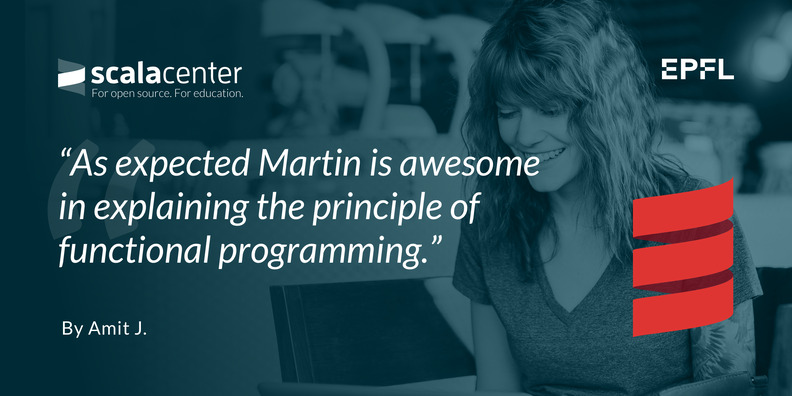 scalacenter
For open source. For education.
EPFL
“As expected Martin is awesome
in explaining the principle of
functional programming.”
By Amit J.